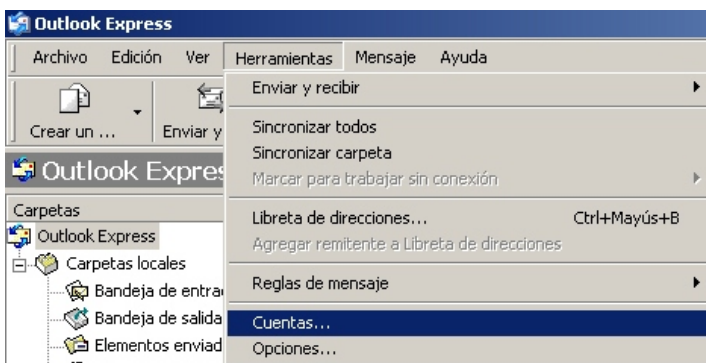 Outlook Express
Archivo Edición Ver Herramientas Mensaje Ayuda
Enviar y recibir
Crear un ... Enviar y
Sincronizar todos
Sincronizar carpeta
Marcar para trabajar sin conexión
Outlook Expres
Libreta de direcciones... Ctrl+Mayús+B
Agregar remitente a Libreta de direcciones
Reglas de mensaje
Cuentas...
Opciones...
Carpetas
Outlook Express
Carpetas locales
Bandeja de entra
Bandeja de salida
Elementos enviad